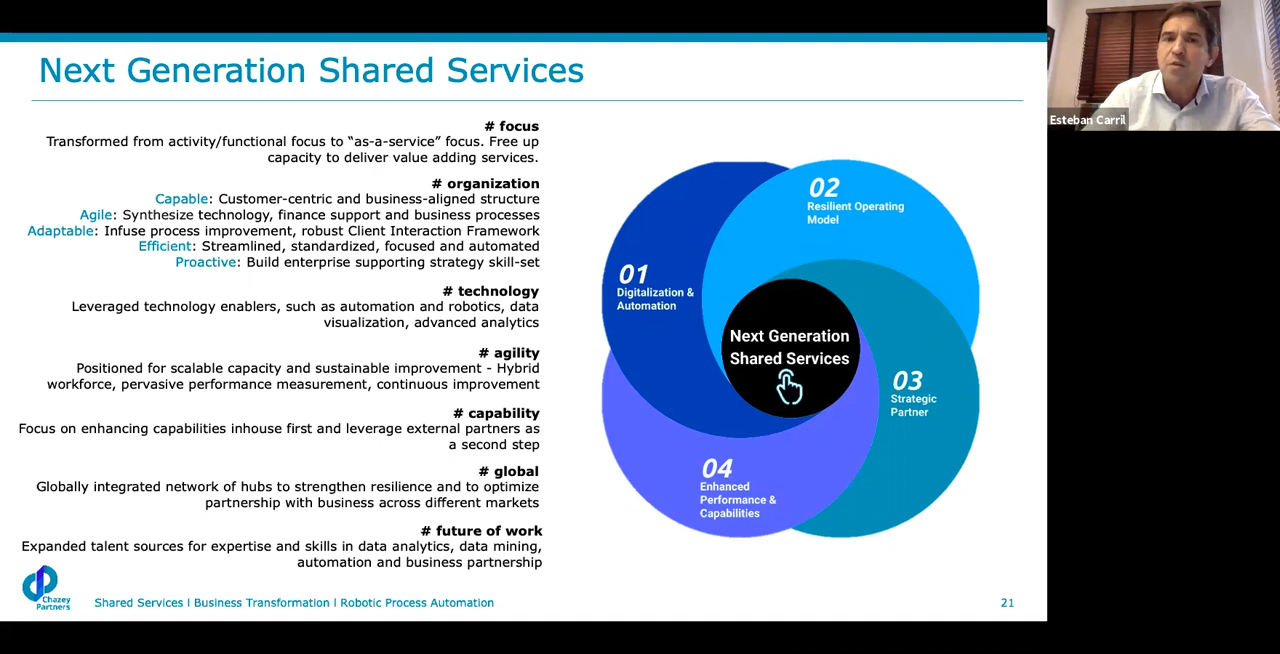 Next Generation Shared Services
# focus
Transformed from activity/functional focus to “as-a-service” focus. Free up
capacity to deliver value adding services.
# organization
Capable: Customer-centric and business-aligned structure
Agile: Synthesize technology, finance support and business processes
Adaptable: Infuse process improvement, robust Client Interaction Framework
Efficient: Streamlined, standardized, focused and automated
Proactive: Build enterprise supporting strategy skill-set
# technology
Leveraged technology enablers, such as automation and robotics, data
visualization, advanced analytics
# agility
Positioned for scalable capacity and sustainable improvement - Hybrid
workforce, pervasive performance measurement, continuous improvement
# capability
Focus on enhancing capabilities inhouse first and leverage external partners as
a second step
# global
Globally integrated network of hubs to strengthen resilience and to optimize
partnership with business across different markets
# future of work
Expanded talent sources for expertise and skills in data analytics, data mining,
automation and business partnership
01
Digitalization &
Automation
02
Resilient Operating
Model
03
Strategic
Partner
04
Enhanced
Performance &
Capabilities
Next Generation
Shared Services
Chazey
Partners
Shared Services l Business Transformation l Robotic Process Automation
21
Esteban Carril